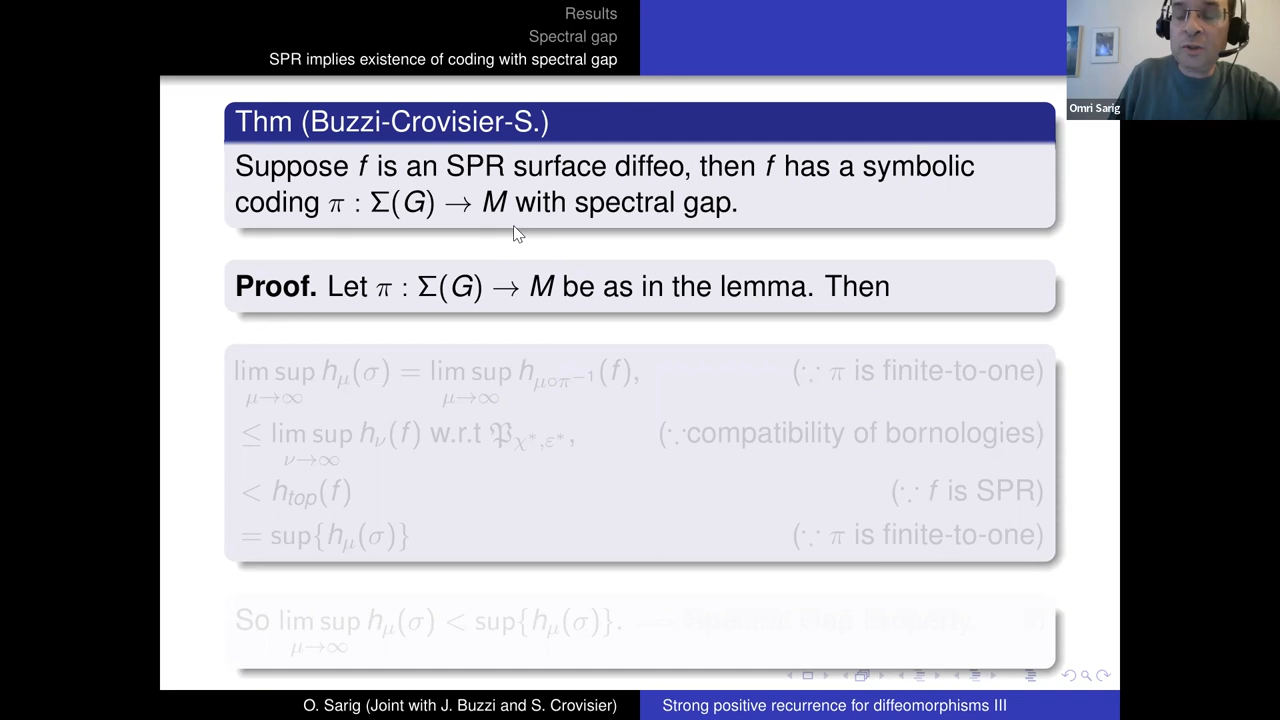 Results
Spectral gap
SPR implies existence of coding with spectral gap
Omri Sarig
Thm (Buzzi-Crovisier-S.)
Suppose f is an SPR surface diffeo, then f has a symbolic
coding π : Σ(G) → M with spectral gap.
Proof. Let π : Σ(G) → M be as in the lemma. Then
lim sup h_μ(σ) = lim sup h_{μ∘π⁻¹}(f), (∵ π is finite-to-one)
μ→∞ μ→∞
≤ lim sup h_ν(f) w.r.t 𝔓_{χ*,ε*}, (∵compatibility of bornologies)
ν→∞
< h_top(f) (∵ f is SPR)
= sup{h_μ(σ)} (∵ π is finite-to-one)
So lim sup h_μ(σ) < sup{h_μ(σ)}.
μ→∞
O. Sarig (Joint with J. Buzzi and S. Crovisier)
Strong positive recurrence for diffeomorphisms III